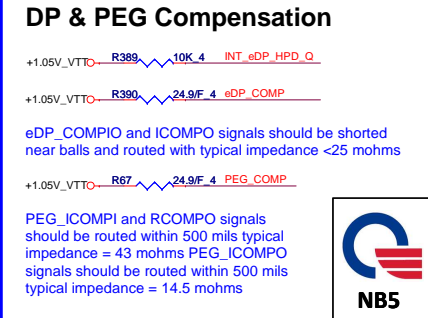 DP & PEG Compensation
+1.05V_VTT R389 10K_4 INT_eDP_HPD_Q
+1.05V_VTT R390 24.9/F_4 eDP_COMP
eDP_COMPIO and ICOMPO signals should be shorted
near balls and routed with typical impedance <25 mohms
+1.05V_VTT R67 24.9/F_4 PEG_COMP
PEG_ICOMPI and RCOMPO signals
should be routed within 500 mils typical
impedance = 43 mohms PEG_ICOMPO
signals should be routed within 500 mils
typical impedance = 14.5 mohms
NB5